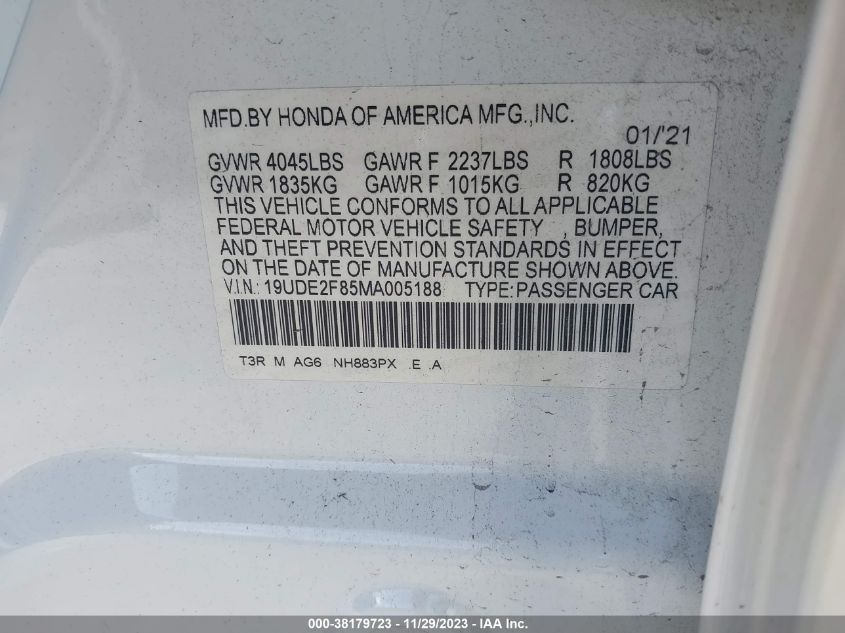 MFD.BY HONDA OF AMERICA MFG.,INC.
01/'21
GVWR 4045LBS GAWR F 2237LBS R 1808LBS
GVWR 1835KG GAWR F 1015KG R 820KG
THIS VEHICLE CONFORMS TO ALL APPLICABLE
FEDERAL MOTOR VEHICLE SAFETY , BUMPER,
AND THEFT PREVENTION STANDARDS IN EFFECT
ON THE DATE OF MANUFACTURE SHOWN ABOVE.
V.I.N.: 19UDE2F85MA005188 TYPE:PASSENGER CAR
T3R M AG6 NH883PX .E .A
000-38179723 — 11/29/2023 — IAAI.com.